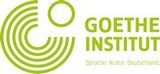 GOETHE
INSTITUT
Sprache. Kultur. Deutschland.